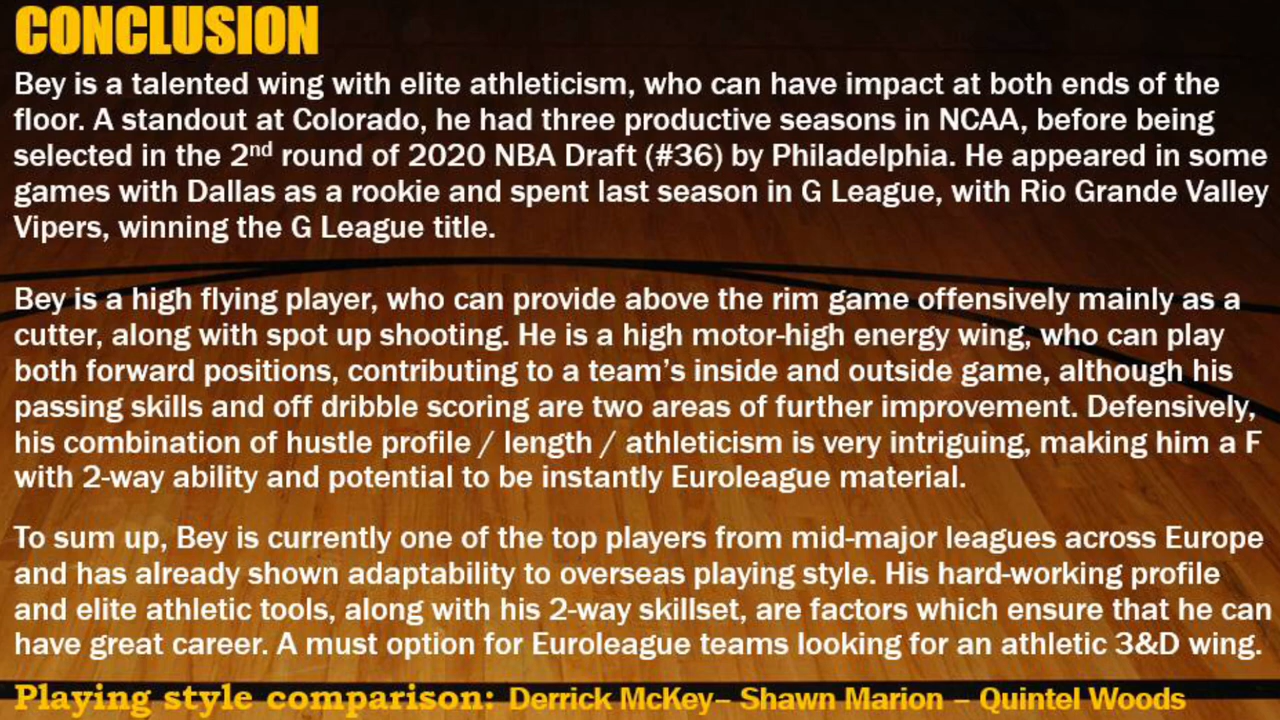 CONCLUSION
Bey is a talented wing with elite athleticism, who can have impact at both ends of the
floor. A standout at Colorado, he had three productive seasons in NCAA, before being
selected in the 2nd round of 2020 NBA Draft (#36) by Philadelphia. He appeared in some
games with Dallas as a rookie and spent last season in G League, with Rio Grande Valley
Vipers, winning the G League title.
Bey is a high flying player, who can provide above the rim game offensively mainly as a
cutter, along with spot up shooting. He is a high motor-high energy wing, who can play
both forward positions, contributing to a team’s inside and outside game, although his
passing skills and off dribble scoring are two areas of further improvement. Defensively,
his combination of hustle profile / length / athleticism is very intriguing, making him a F
with 2-way ability and potential to be instantly Euroleague material.
To sum up, Bey is currently one of the top players from mid-major leagues across Europe
and has already shown adaptability to overseas playing style. His hard-working profile
and elite athletic tools, along with his 2-way skillset, are factors which ensure that he can
have great career. A must option for Euroleague teams looking for an athletic 3&D wing.
Playing style comparison: Derrick McKey– Shawn Marion – Quintel Woods